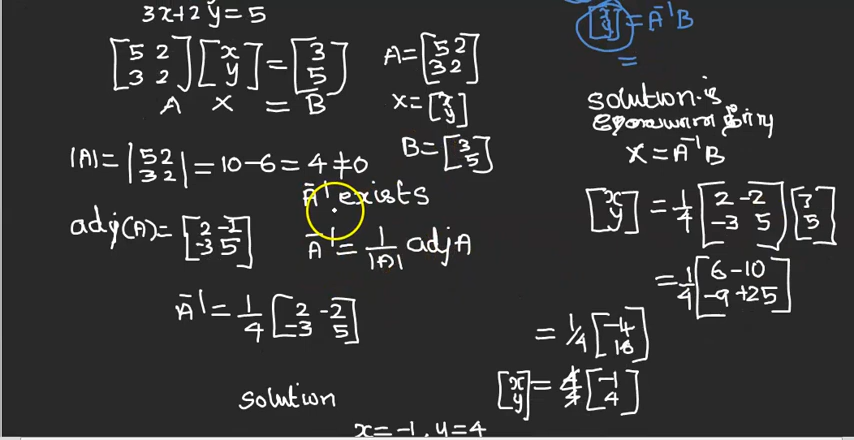 3x+2y=5
[5 2
3 2] [x
y] = [3
5]
A X = B
A = [5 2
3 2]
X = [x
y]
B = [3
5]
|A| = |5 2
3 2| = 10-6 = 4 ≠ 0
A⁻¹ exists
adj(A) = [2 -2
-3 5]
A⁻¹ = 1/|A| adj A
A⁻¹ = 1/4 [2 -2
-3 5]
solution
x=-1, y=4
[x
y] = A⁻¹B
=
solution is
X = A⁻¹B
[x
y] = 1/4 [2 -2
-3 5] [3
5]
= 1/4 [6-10
-9+25]
= 1/4 [-4
16]
[x
y] = 4/4 [-1
4]